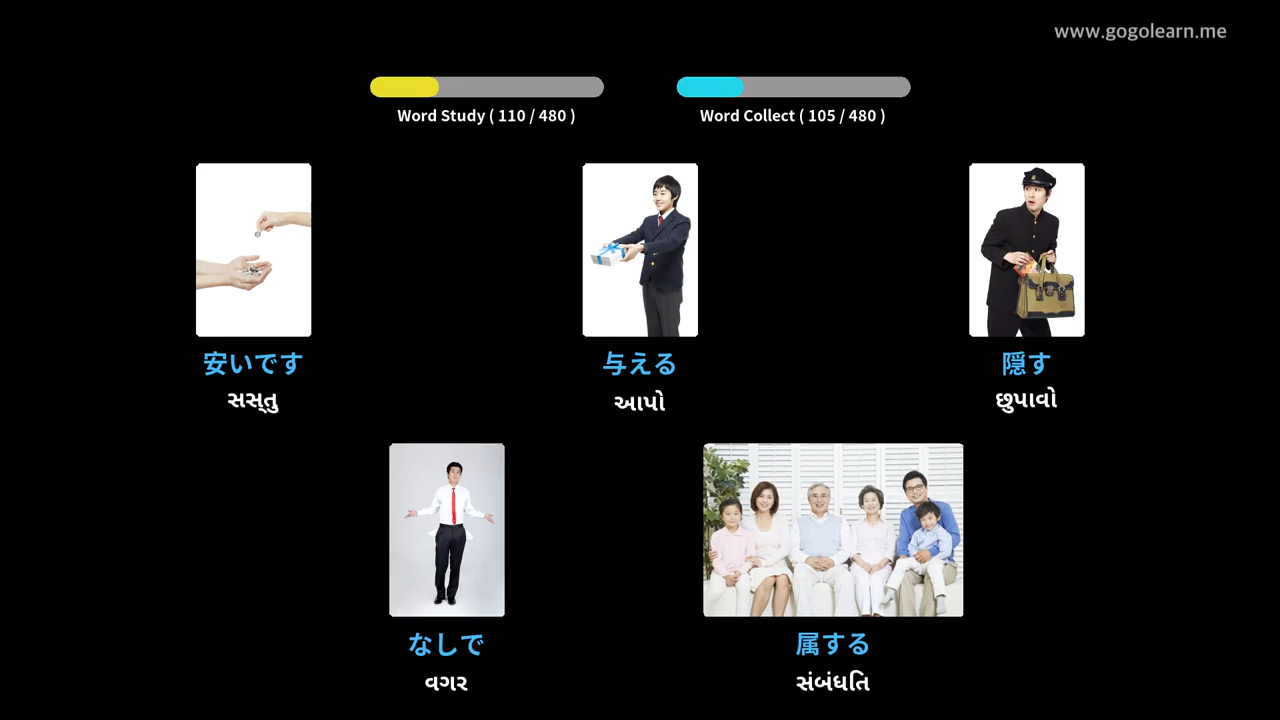 www.gogolearn.me
Word Study ( 110 / 480 )
Word Collect ( 105 / 480 )
安いです
与える
隠す
સસ્તુ
આપો
છુપાવો
なしで
属する
વગર
સંબંધતિ